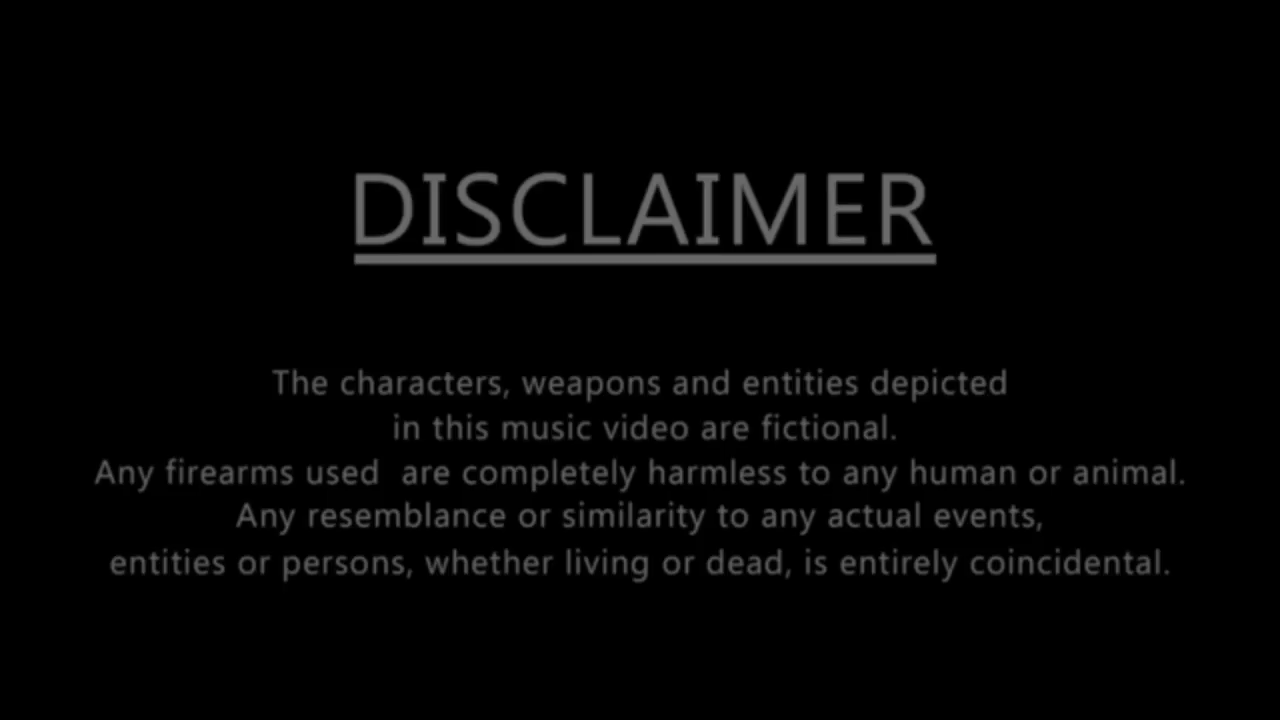 DISCLAIMER
The characters, weapons and entities depicted
in this music video are fictional.
Any firearms used  are completely harmless to any human or animal.
Any resemblance or similarity to any actual events,
entities or persons, whether living or dead, is entirely coincidental.